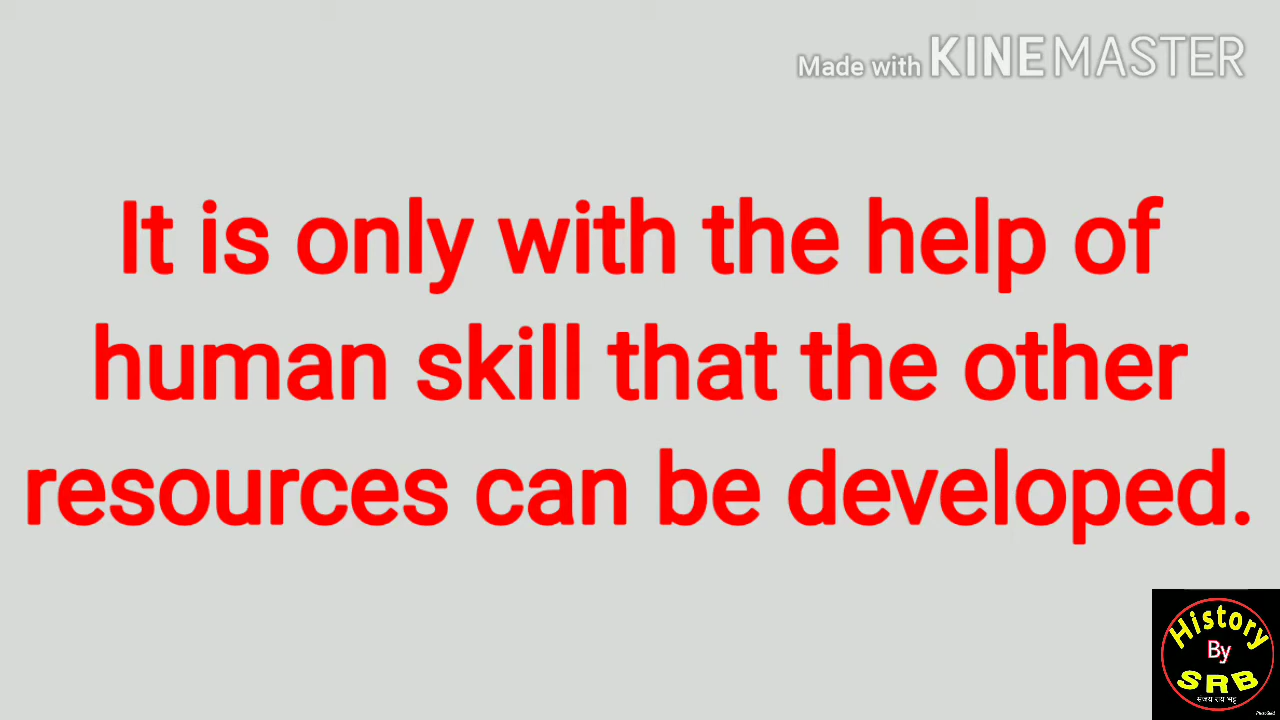 Made with KINEMASTER
It is only with the help of
human skill that the other
resources can be developed.
History
By
SRB